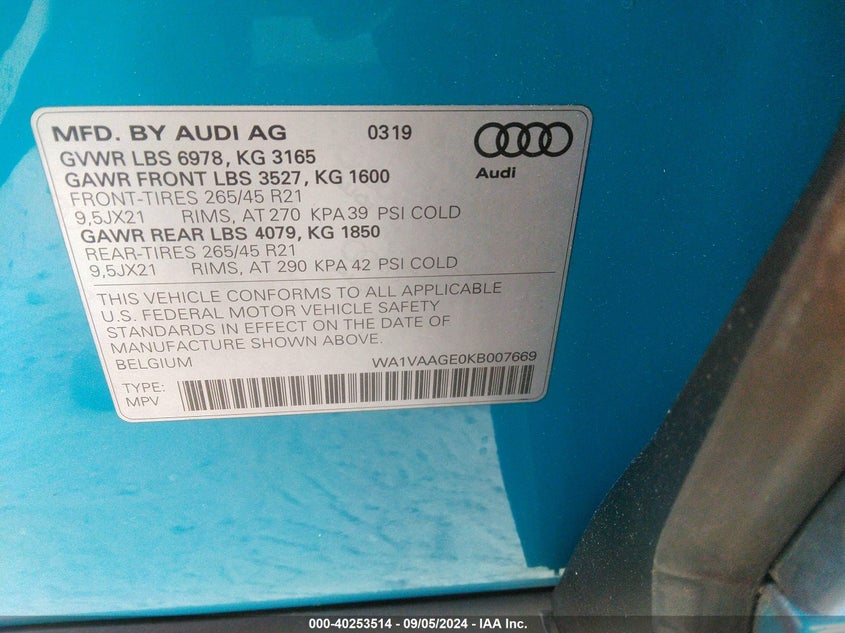 MFD. BY AUDI AG 0319
GVWR LBS 6978, KG 3165
GAWR FRONT LBS 3527, KG 1600
Audi
FRONT-TIRES 265/45 R21
9,5JX21 RIMS, AT 270 KPA 39 PSI COLD
GAWR REAR LBS 4079, KG 1850
REAR-TIRES 265/45 R21
9,5JX21 RIMS, AT 290 KPA 42 PSI COLD
THIS VEHICLE CONFORMS TO ALL APPLICABLE
U.S. FEDERAL MOTOR VEHICLE SAFETY
STANDARDS IN EFFECT ON THE DATE OF
MANUFACTURE SHOWN ABOVE.
BELGIUM WA1VAAGE0KB007669
TYPE:
MPV
000-40253514 - 09/05/2024 - IAA Inc.